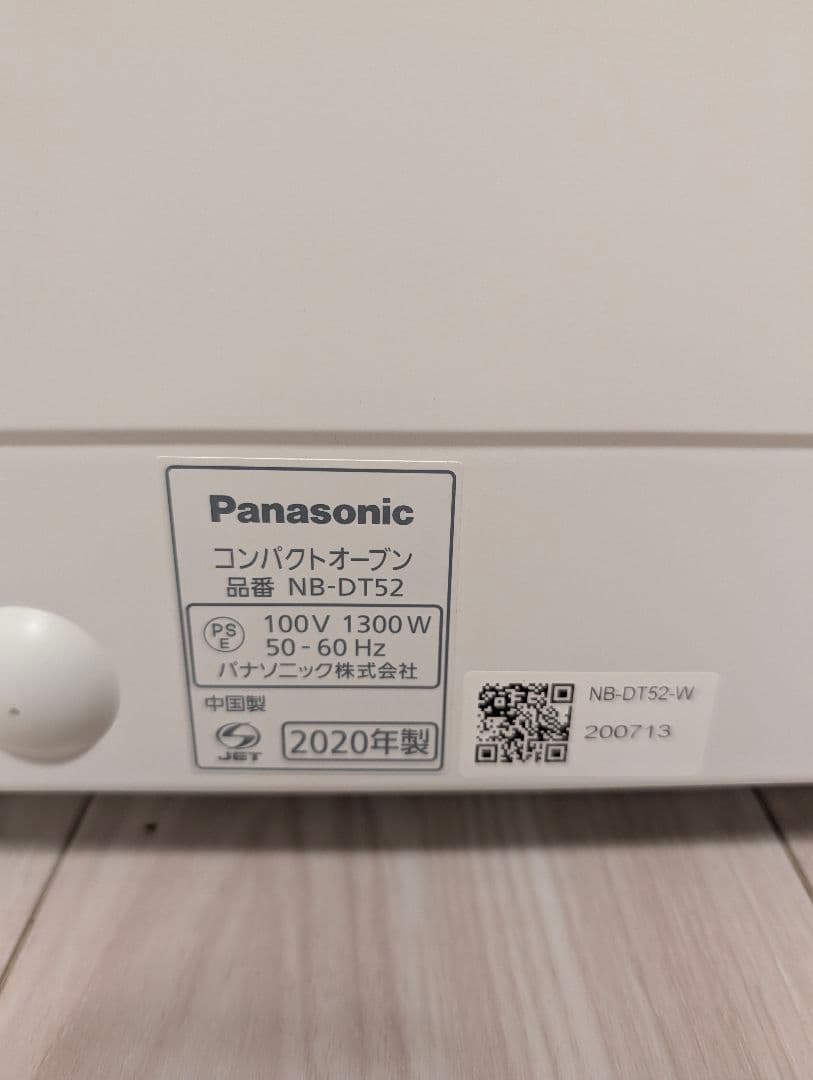 Panasonic
コンパクトオーブン
品番 NB-DT52
PS
E
100V 1300W
50-60Hz
パナソニック株式会社
中国製
JET
2020年製
NB-DT52-W
200713